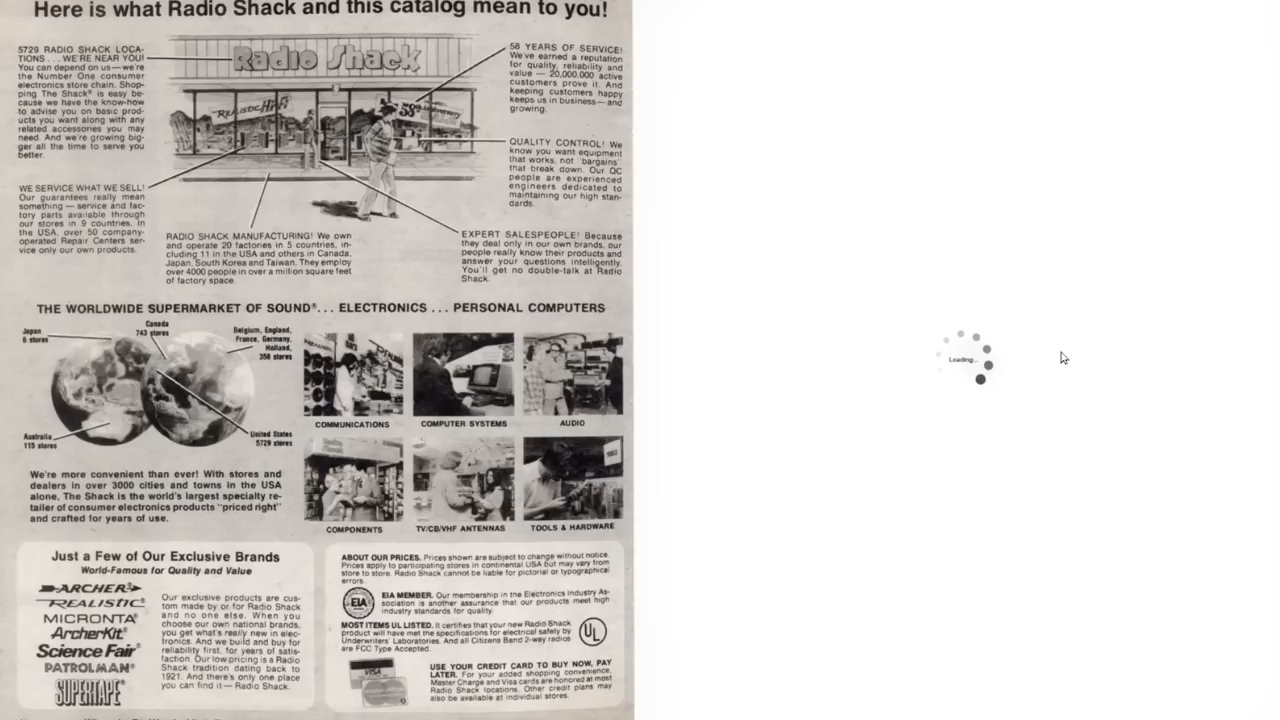 Here is what Radio Shack and this catalog mean to you!
5729 RADIO SHACK LOCA-
TIONS . . . WE'RE NEAR YOU!
You can depend on us — we're
the Number One consumer
electronics store chain. Shop-
ping The Shack® is easy be-
cause we have the know-how
to advise you on basic prod-
ucts you want along with any
related accessories you may
need. And we're growing big-
ger all the time to serve you
better.
Radio Shack
REALISTIC HI-FI
58th anniversary
58 YEARS OF SERVICE!
We've earned a reputation
for quality, reliability and
value — 20,000,000 active
customers prove it. And
keeping customers happy
keeps us in business — and
growing.
QUALITY CONTROL! We
know you want equipment
that works, not "bargains"
that break down. Our QC
people are experienced
engineers dedicated to
maintaining our high stan-
dards.
WE SERVICE WHAT WE SELL!
Our guarantees really mean
something — service and fac-
tory parts available through
our stores in 9 countries. In
the USA, over 50 company-
operated Repair Centers ser-
vice only our own products.
RADIO SHACK MANUFACTURING! We own
and operate 20 factories in 5 countries, in-
cluding 11 in the USA and others in Canada,
Japan, South Korea and Taiwan. They employ
over 4000 people in over a million square feet
of factory space.
EXPERT SALESPEOPLE! Because
they deal only in our own brands, our
people really know their products and
answer your questions intelligently.
You'll get no double-talk at Radio
Shack.
THE WORLDWIDE SUPERMARKET OF SOUND® . . . ELECTRONICS . . . PERSONAL COMPUTERS
Japan
6 stores
Canada
743 stores
Belgium, England,
France, Germany,
Holland,
358 stores
Australia
115 stores
United States
5729 stores
COMMUNICATIONS
COMPUTER SYSTEMS
AUDIO
TOOLS
COMPONENTS
TV/CB/VHF ANTENNAS
TOOLS & HARDWARE
We're more convenient than ever! With stores and
dealers in over 3000 cities and towns in the USA
alone, The Shack is the world's largest specialty re-
tailer of consumer electronics products "priced right"
and crafted for years of use.
Just a Few of Our Exclusive Brands
World-Famous for Quality and Value
ARCHER®
REALISTIC®
MICRONTA®
ArcherKit®
Science Fair®
PATROLMAN®
SUPERTAPE®
Our exclusive products are cus-
tom made by or for Radio Shack
and no one else. When you
choose our own national brands,
you get what's really new in elec-
tronics. And we build and buy for
reliability first, for years of satis-
faction. Our low pricing is a Radio
Shack tradition dating back to
1921. And there's only one place
you can find it — Radio Shack.
ABOUT OUR PRICES. Prices shown are subject to change without notice.
Prices apply to participating stores in continental USA but may vary from
store to store. Radio Shack cannot be liable for pictorial or typographical
errors.
EIA
EIA MEMBER. Our membership in the Electronics Industry As-
sociation is another assurance that our products meet high
industry standards for quality.
MOST ITEMS UL LISTED. It certifies that your new Radio Shack
product will have met the specifications for electrical safety by
Underwriters' Laboratories. And all Citizens Band 2-way radios
are FCC Type Accepted.
UL
VISA
USE YOUR CREDIT CARD TO BUY NOW, PAY
LATER. For your added shopping convenience,
Master Charge and Visa cards are honored at most
Radio Shack locations. Other credit plans may
also be available at individual stores.
Loading...